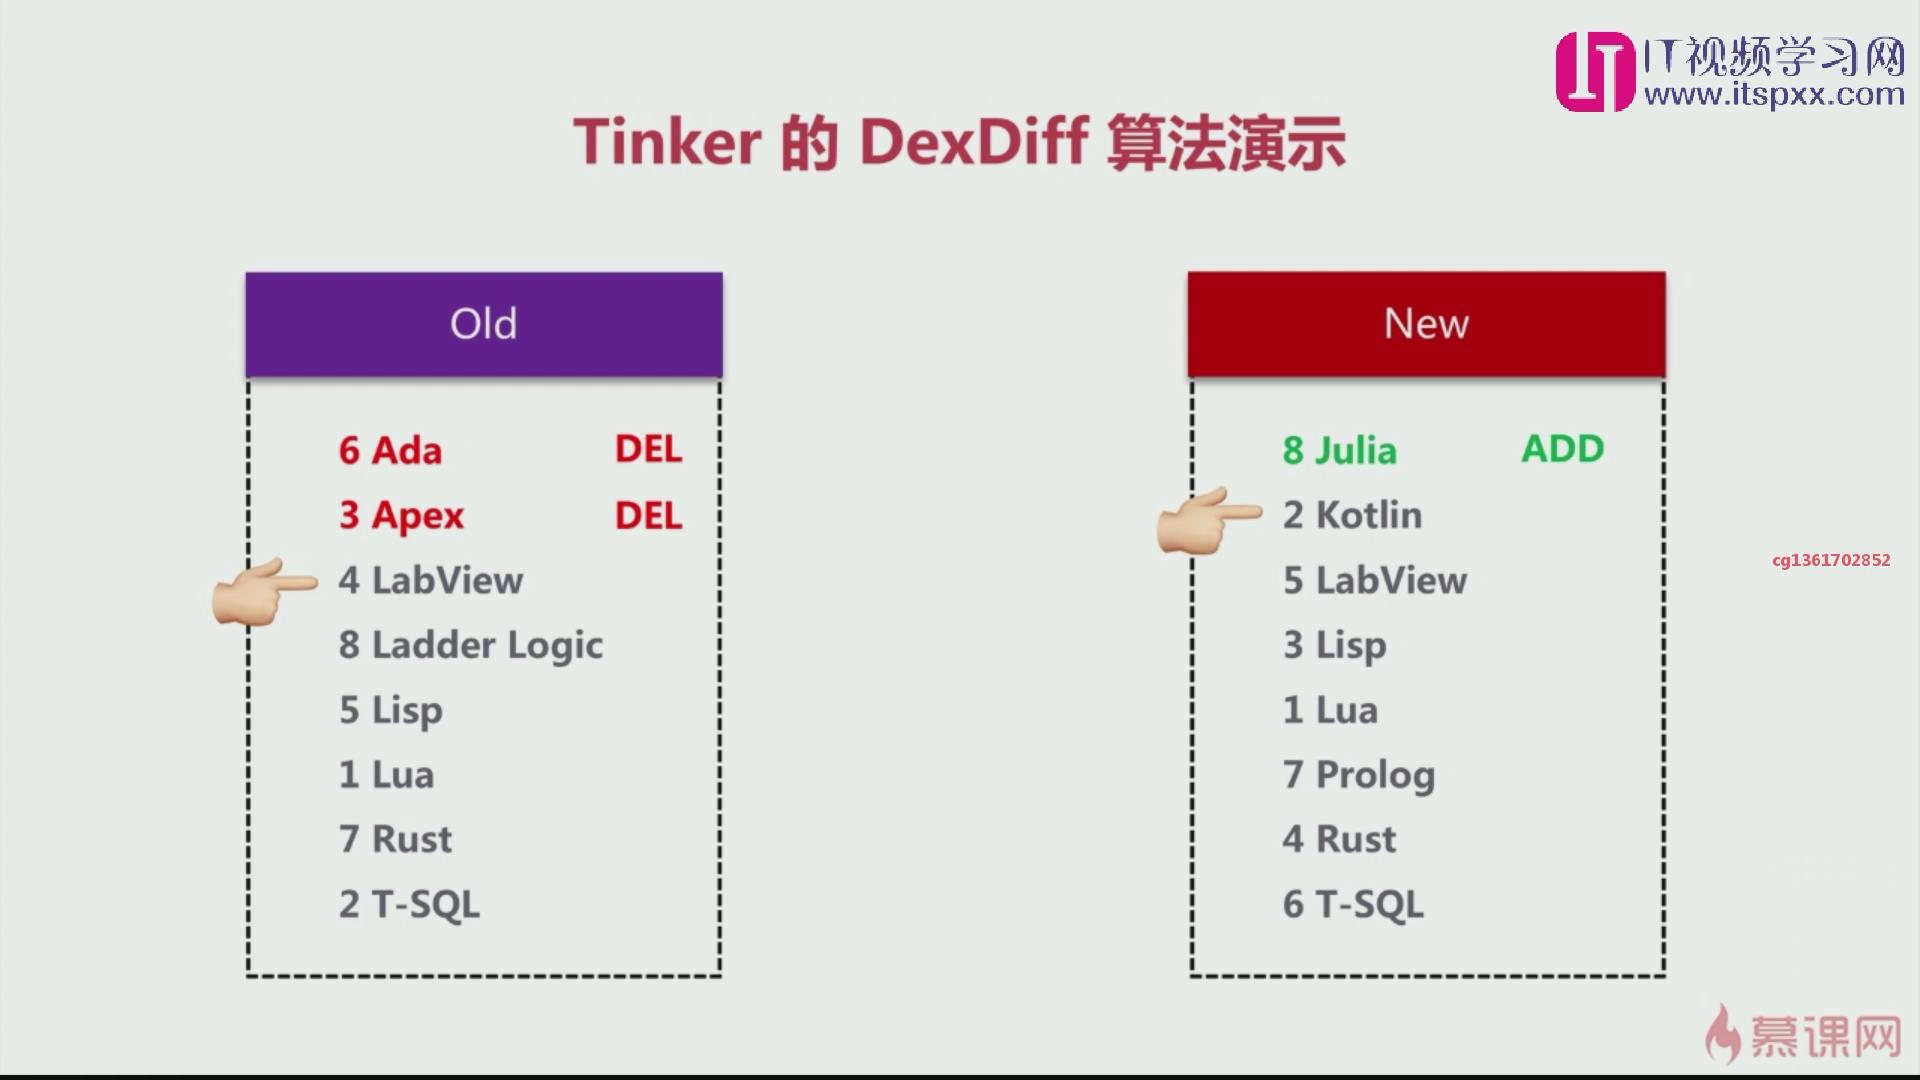 IT视频学习网
www.itspxx.com
Tinker 的 DexDiff 算法演示
Old
6 Ada DEL
3 Apex DEL
4 LabView
8 Ladder Logic
5 Lisp
1 Lua
7 Rust
2 T-SQL
New
8 Julia ADD
2 Kotlin
5 LabView
3 Lisp
1 Lua
7 Prolog
4 Rust
6 T-SQL
cg1361702852
慕课网